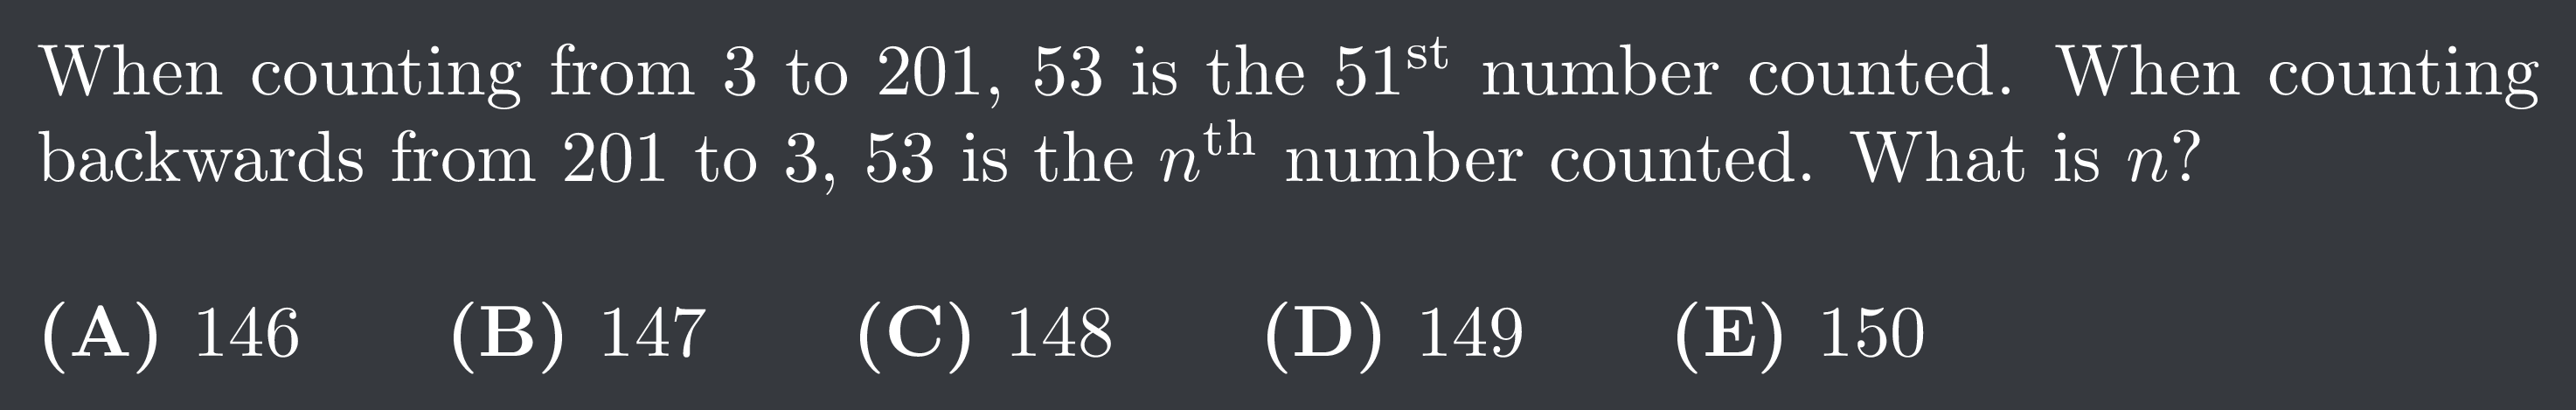 When counting from 3 to 201, 53 is the 51st number counted. When counting
backwards from 201 to 3, 53 is the nth number counted. What is n?
(A) 146 (B) 147 (C) 148 (D) 149 (E) 150